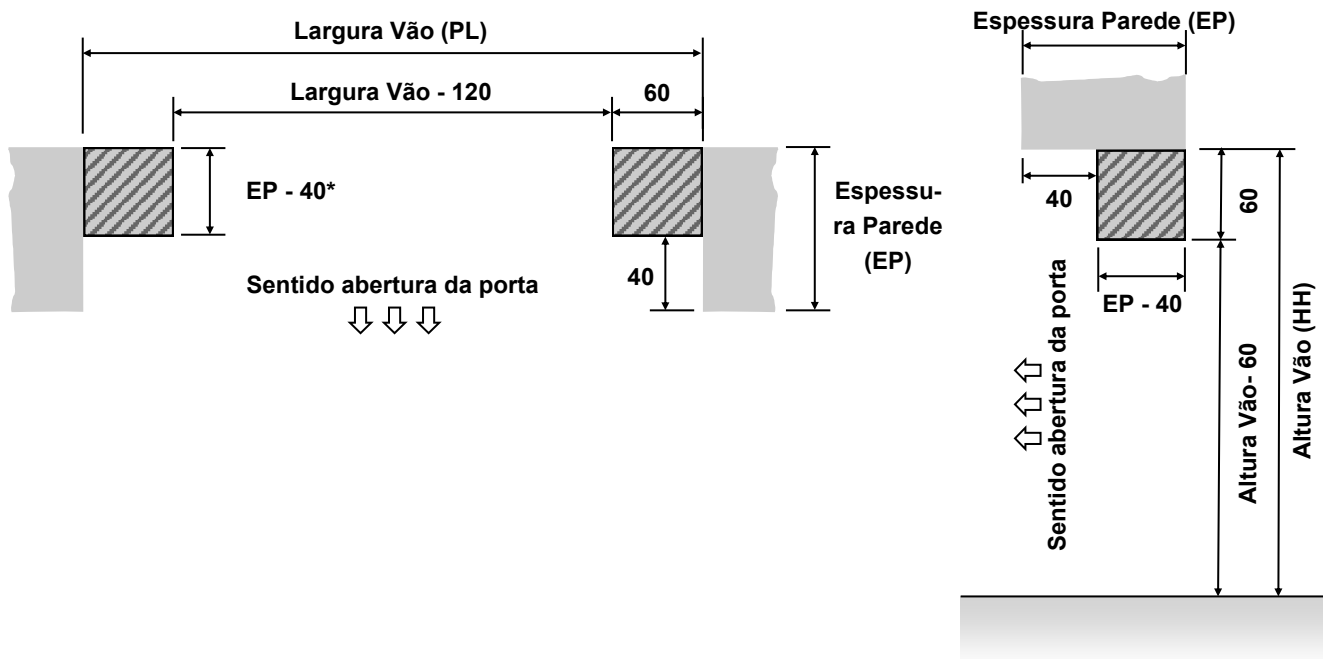 Largura Vão (PL)
Largura Vão - 120
60
EP - 40*
Espessu-
ra Parede
(EP)
40
Sentido abertura da porta
Espessura Parede (EP)
40
60
EP - 40
Sentido abertura da porta
Altura Vão- 60
Altura Vão (HH)